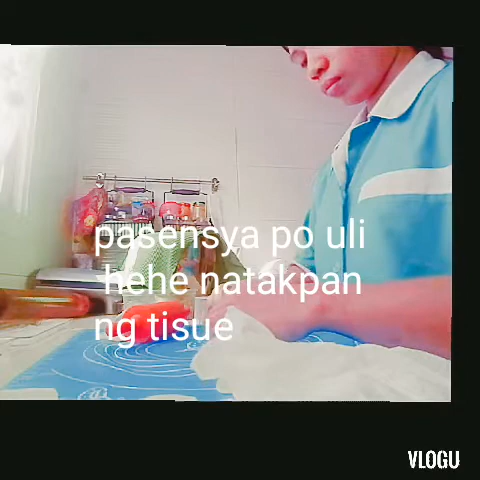 pasensya po uli
hehe natakpan
ng tisue
VLOGU